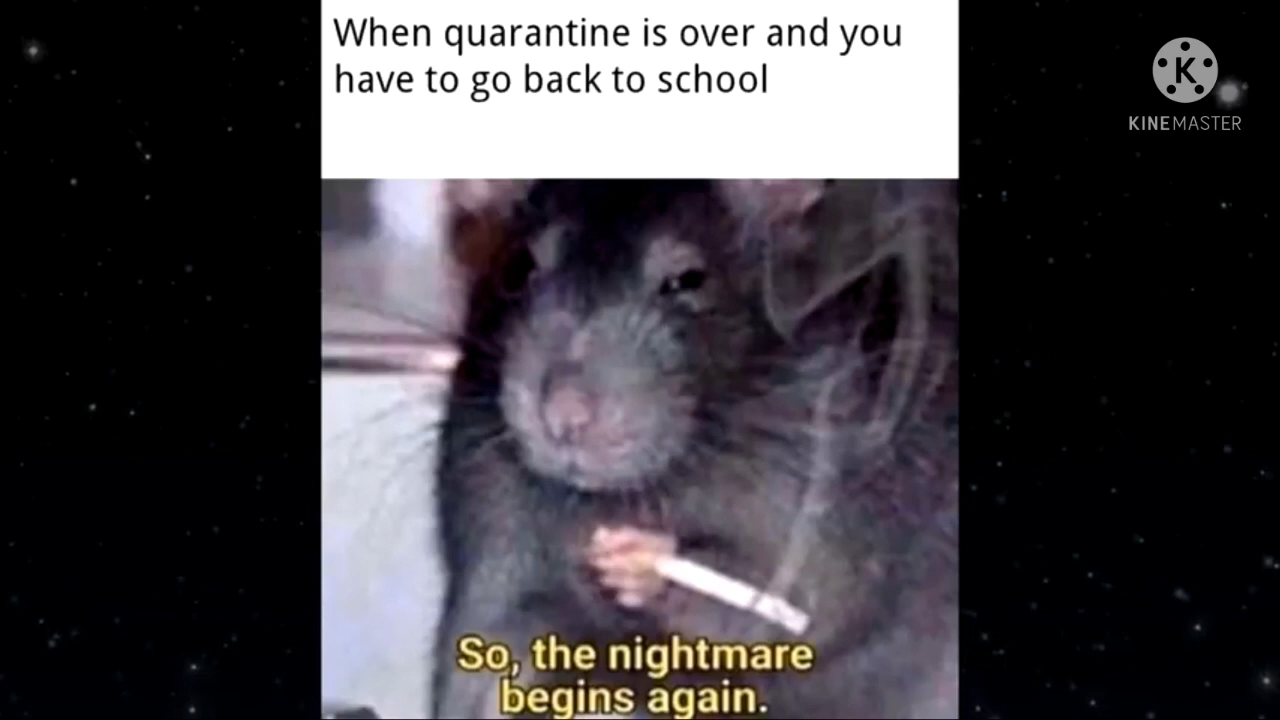 When quarantine is over and you
have to go back to school
K
KINEMASTER
So, the nightmare
begins again.